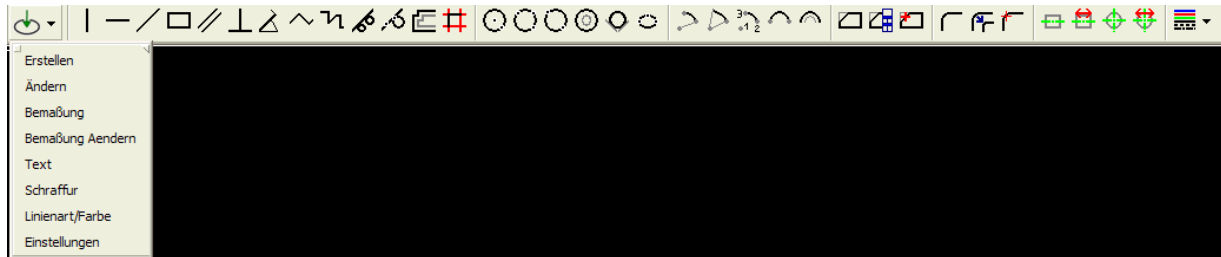 Erstellen
Ändern
Bemaßung
Bemaßung Aendern
Text
Schraffur
Linienart/Farbe
Einstellungen